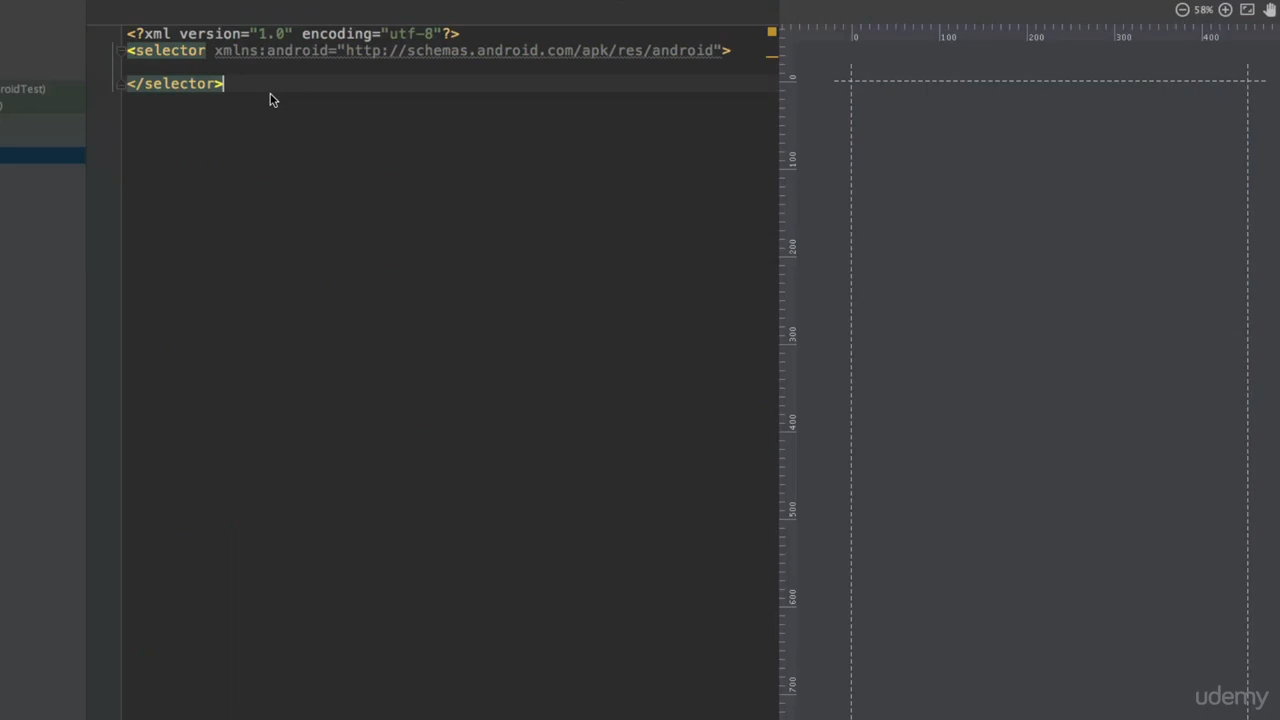 58%
<?xml version="1.0" encoding="utf-8"?>
<selector xmlns:android="http://schemas.android.com/apk/res/android">
</selector>
roidTest)
)
0 100 200 300 400
0
100
200
300
400
500
600
700
udemy